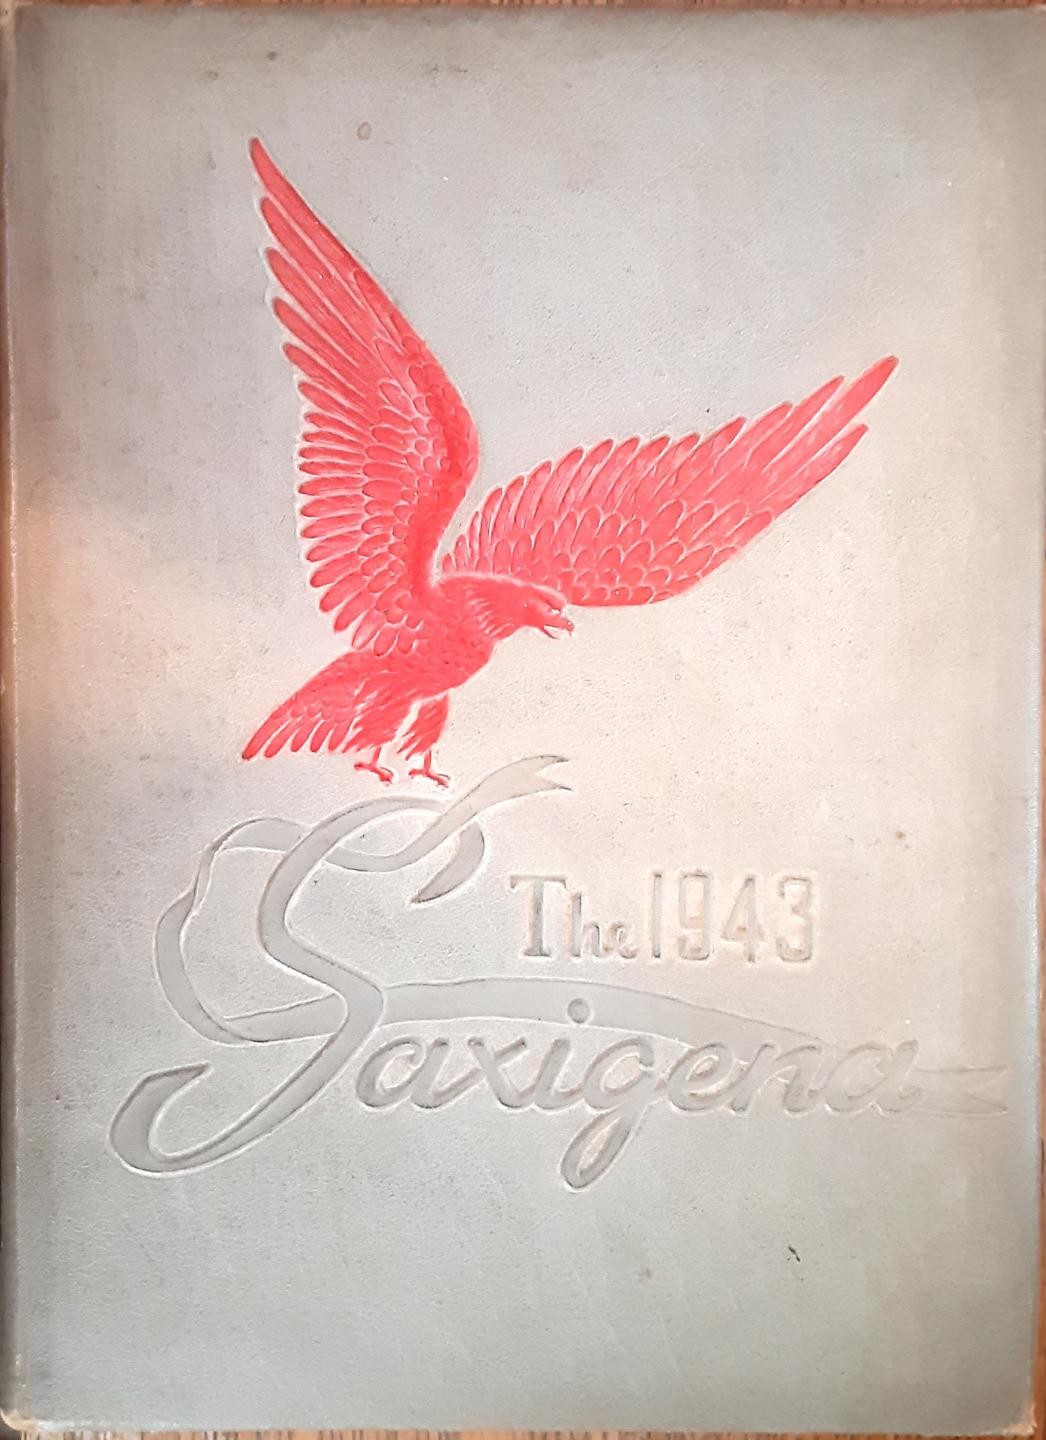 The 1943
Saxigena